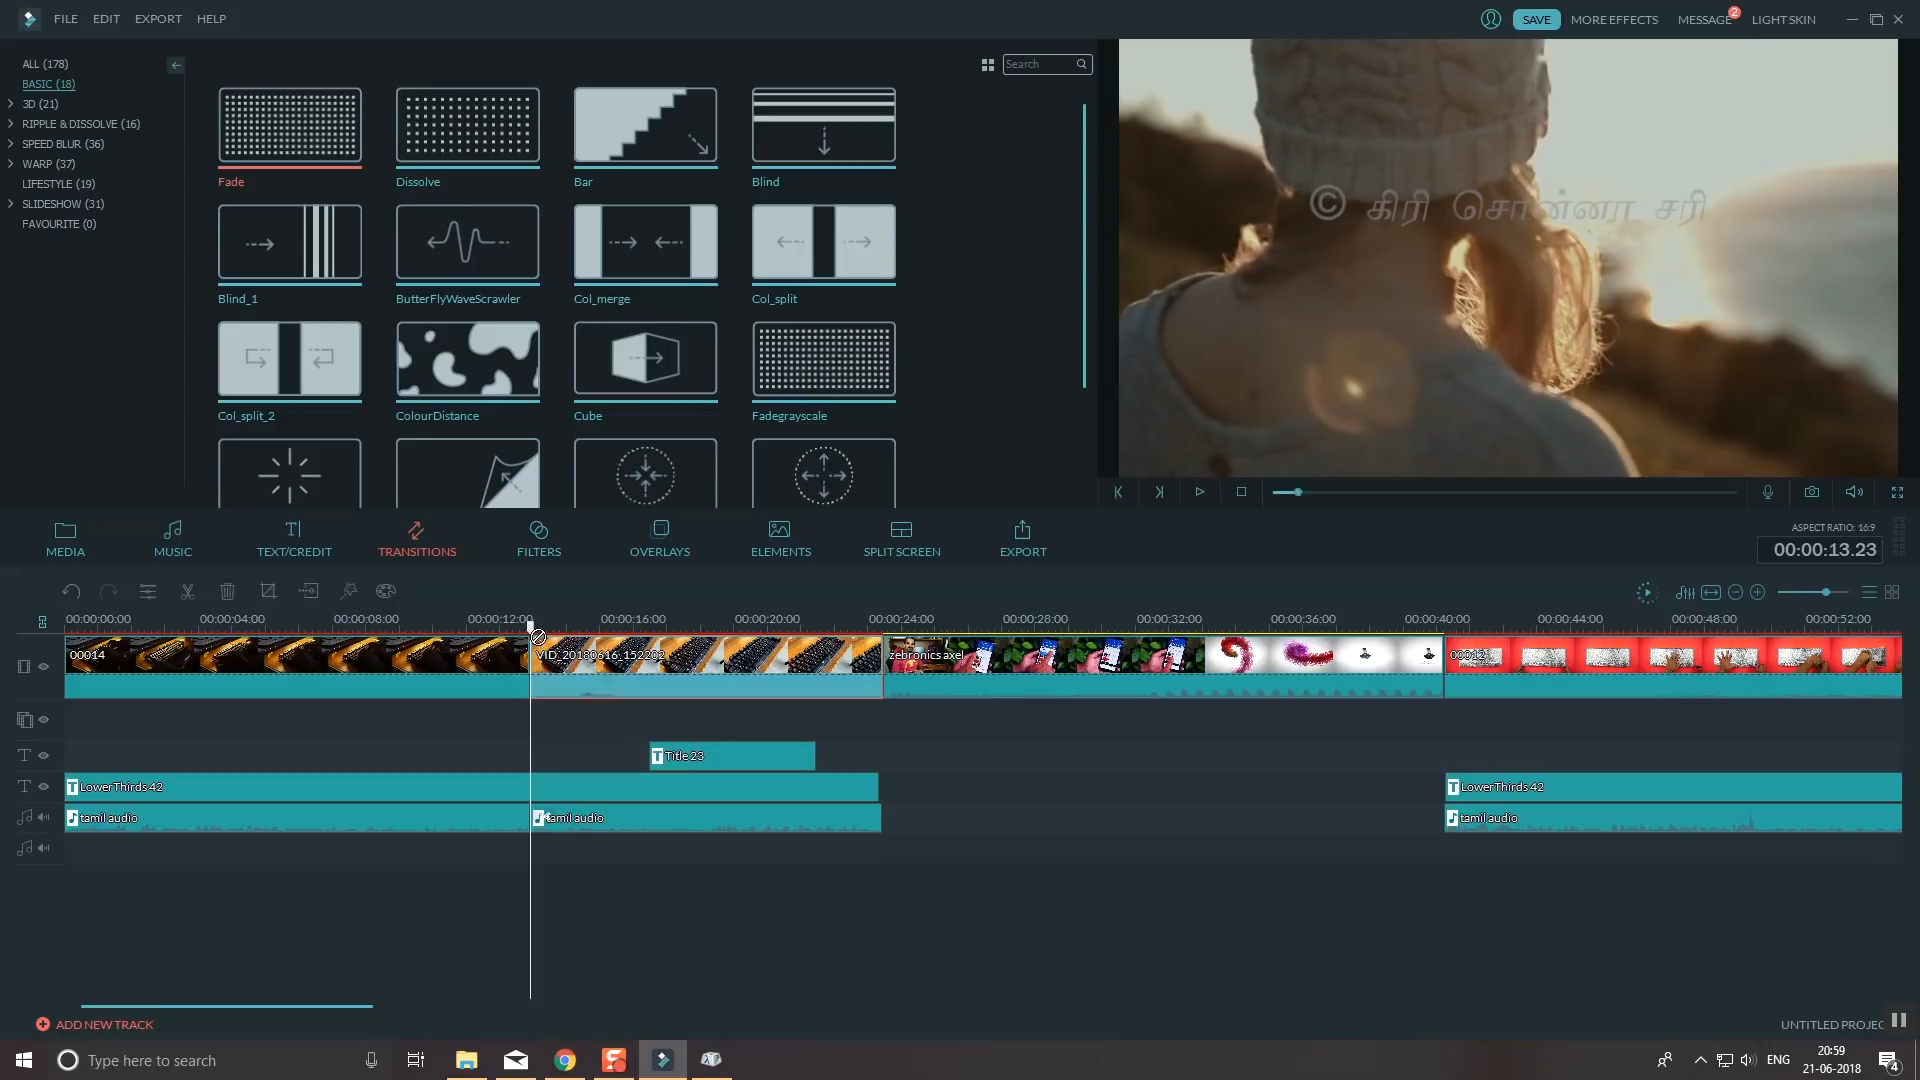 FILE EDIT EXPORT HELP
SAVE MORE EFFECTS MESSAGE 2 LIGHT SKIN
ALL (178)
BASIC (18)
3D (21)
RIPPLE & DISSOLVE (16)
SPEED BLUR (36)
WARP (37)
LIFESTYLE (19)
SLIDESHOW (31)
FAVOURITE (0)
Search
Fade Dissolve Bar Blind
Blind_1 ButterFlyWaveScrawler Col_merge Col_split
Col_split_2 ColourDistance Cube Fadegrayscale
© கிரி சொன்னா சரி
MEDIA MUSIC TEXT/CREDIT TRANSITIONS FILTERS OVERLAYS ELEMENTS SPLIT SCREEN EXPORT
ASPECT RATIO: 16:9
00:00:13.23
00:00:00:00 00:00:04:00 00:00:08:00 00:00:12:00 00:00:16:00 00:00:20:00 00:00:24:00 00:00:28:00 00:00:32:00 00:00:36:00 00:00:40:00 00:00:44:00 00:00:48:00 00:00:52:00
00014 VID_20180616_152202 zebronics axel 00012
T Title 23
T LowerThirds 42 T LowerThirds 42
tamil audio tamil audio tamil audio
ADD NEW TRACK
UNTITLED PROJEC
Type here to search
ENG
20:59
21-06-2018
4